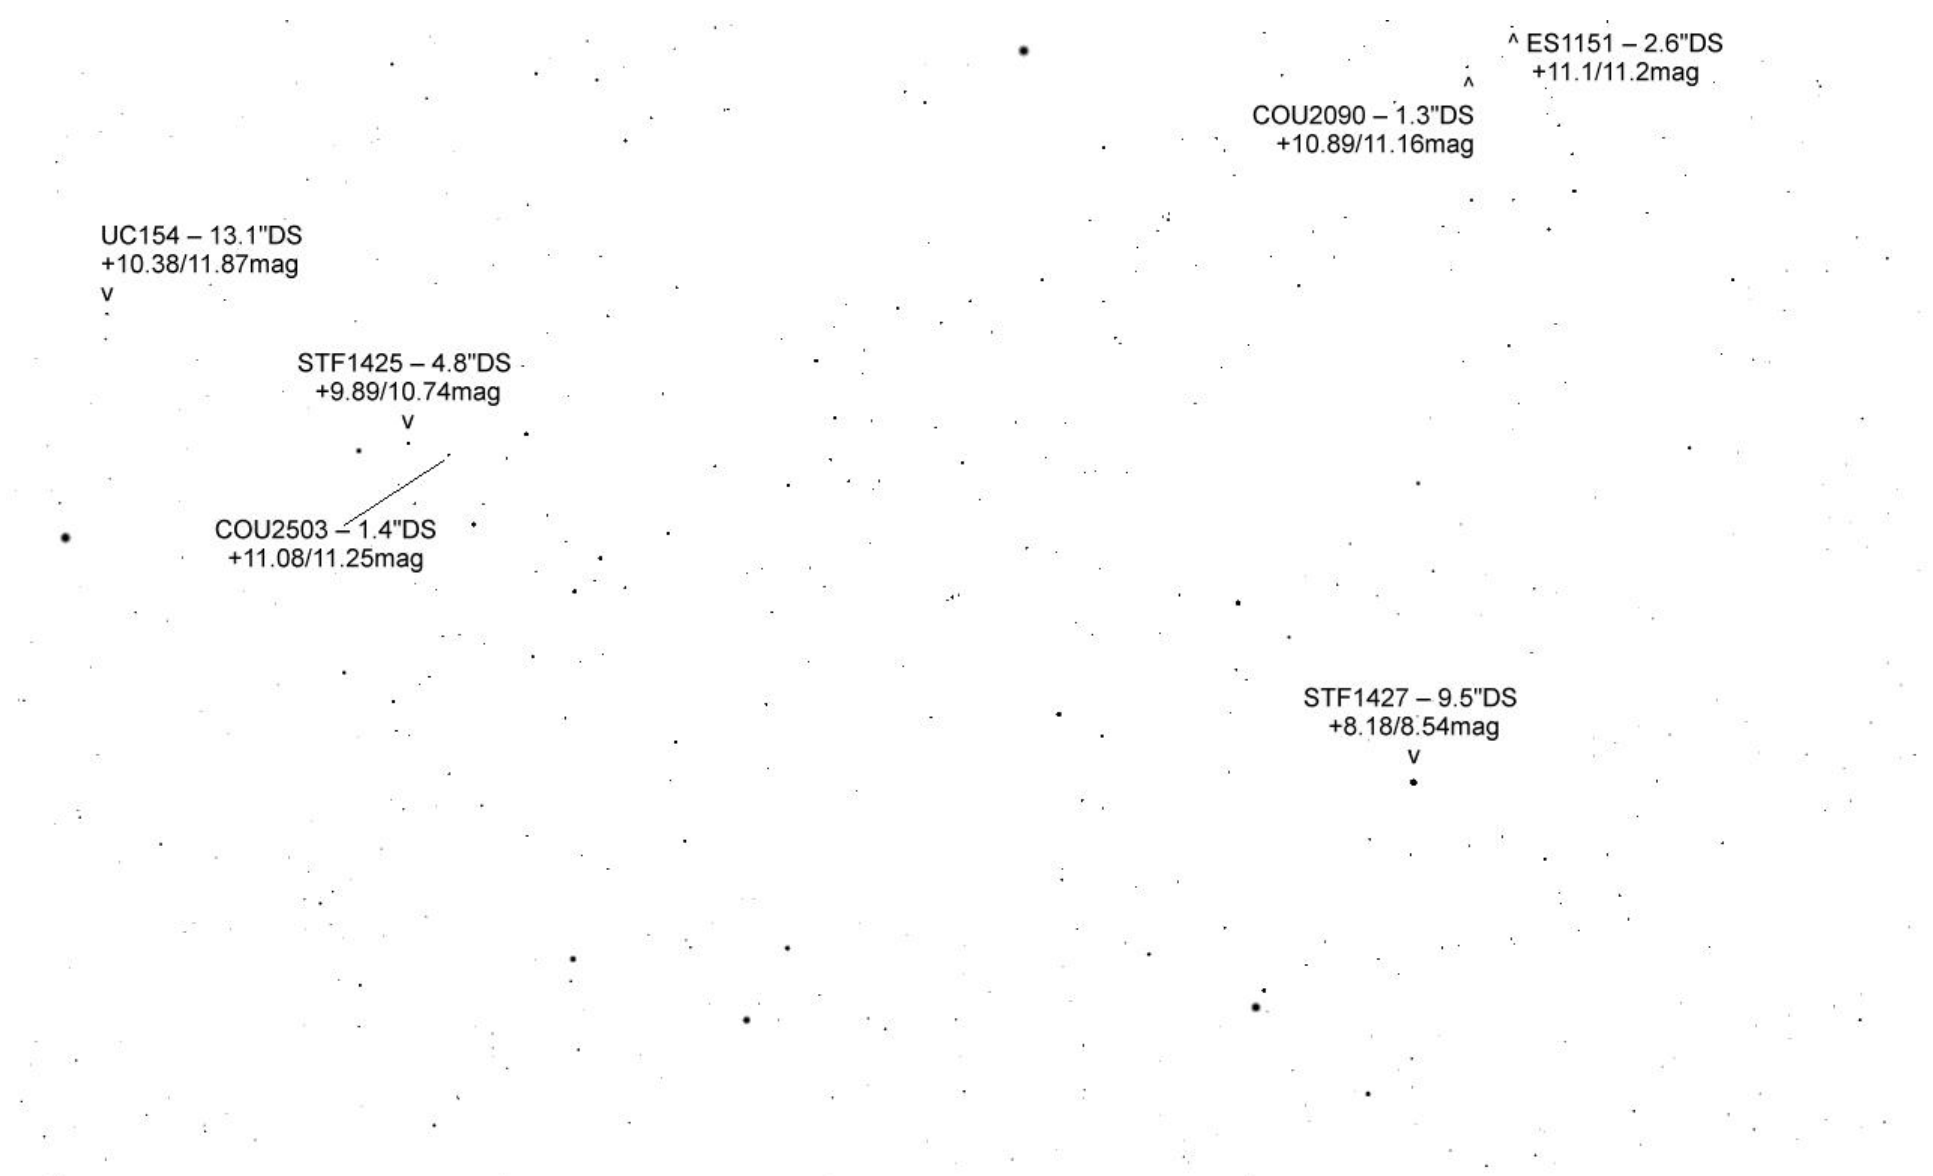 ^ ES1151 – 2.6"DS
+11.1/11.2mag
^
COU2090 – 1.3"DS
+10.89/11.16mag
UC154 – 13.1"DS
+10.38/11.87mag
v
STF1425 – 4.8"DS
+9.89/10.74mag
v
COU2503 – 1.4"DS
+11.08/11.25mag
STF1427 – 9.5"DS
+8.18/8.54mag
v